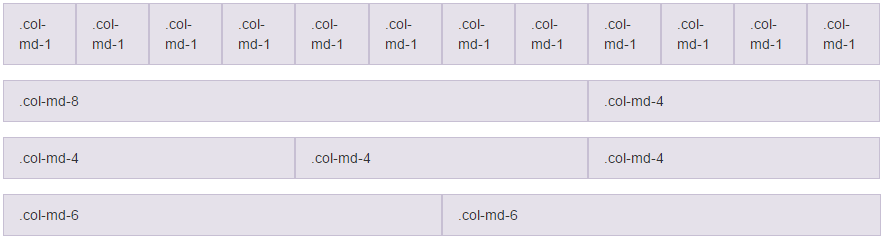 .col- .col- .col- .col- .col- .col- .col- .col- .col- .col- .col- .col-
md-1 md-1 md-1 md-1 md-1 md-1 md-1 md-1 md-1 md-1 md-1 md-1
.col-md-8 .col-md-4
.col-md-4 .col-md-4 .col-md-4
.col-md-6 .col-md-6